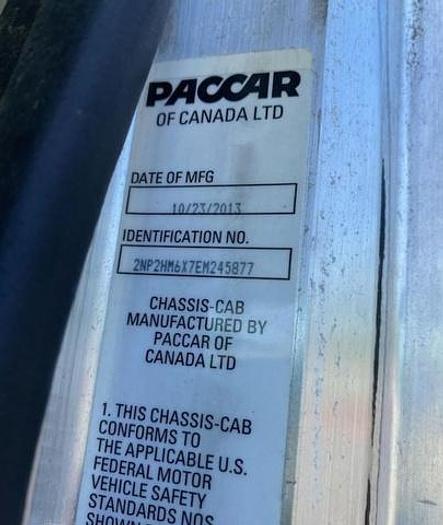 PACCAR
OF CANADA LTD
DATE OF MFG
10/23/2013
IDENTIFICATION NO.
2NP2HM6X7EM245877
CHASSIS-CAB
MANUFACTURED BY
PACCAR OF
CANADA LTD
1. THIS CHASSIS-CAB
CONFORMS TO
THE APPLICABLE U.S.
FEDERAL MOTOR
VEHICLE SAFETY
STANDARDS NOS
SHOWN